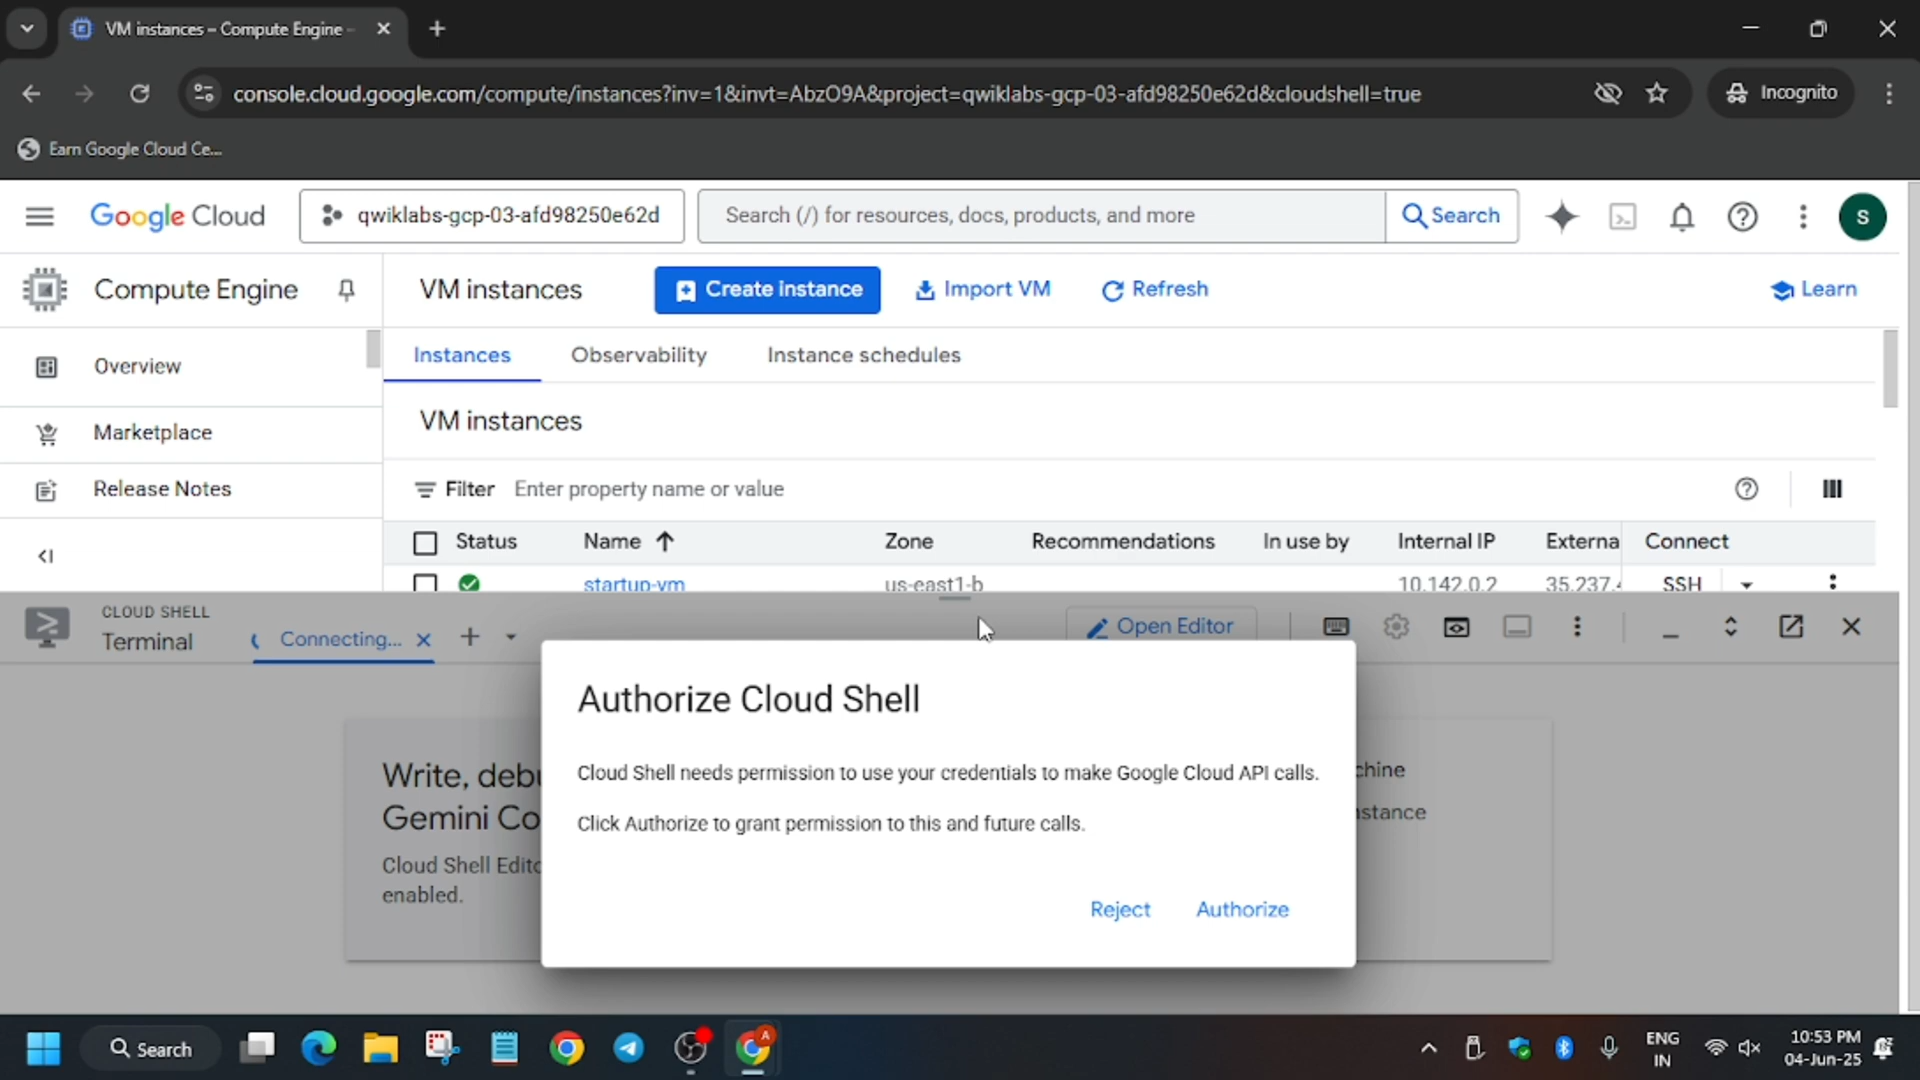 VM instances – Compute Engine –
console.cloud.google.com/compute/instances?inv=1&invt=AbzO9A&project=qwiklabs-gcp-03-afd98250e62d&cloudshell=true
Incognito
Earn Google Cloud Ce...
Google Cloud
qwiklabs-gcp-03-afd98250e62d
Search (/) for resources, docs, products, and more
Search
S
Compute Engine
VM instances
Create instance
Import VM
Refresh
Learn
Overview
Marketplace
Release Notes
Instances
Observability
Instance schedules
VM instances
Filter Enter property name or value
Status Name Zone Recommendations In use by Internal IP Externa Connect
startup-vm us-east1-b 10.142.0.2 35.237. SSH
CLOUD SHELL
Terminal
Connecting...
Open Editor
Write, debu
Gemini Co
Cloud Shell Edito
enabled.
chine
stance
Authorize Cloud Shell
Cloud Shell needs permission to use your credentials to make Google Cloud API calls.
Click Authorize to grant permission to this and future calls.
Reject
Authorize
Search
ENG
IN
10:53 PM
04-Jun-25